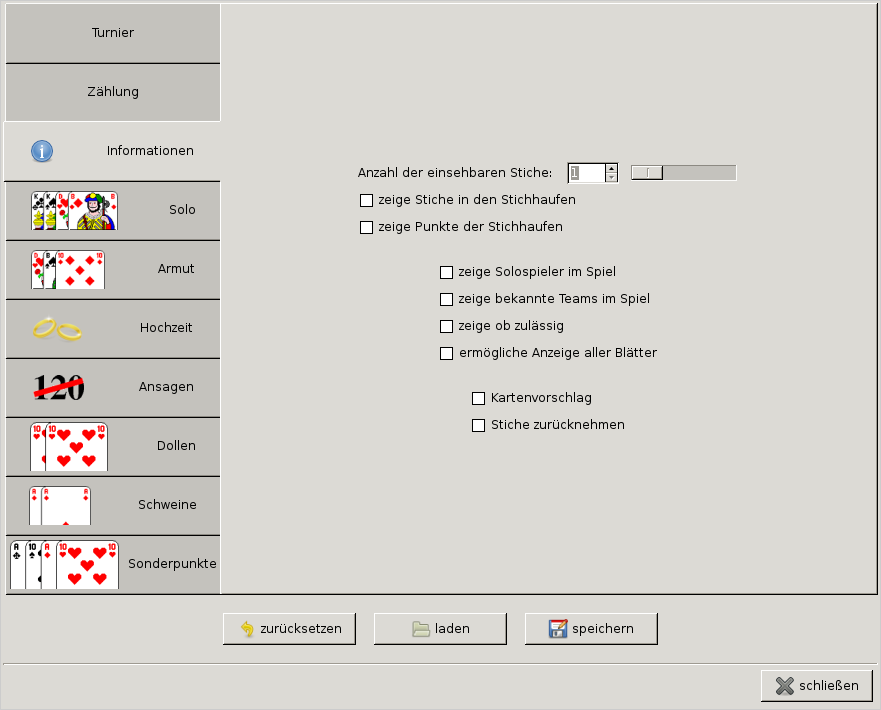 Turnier
Zählung
Informationen
Solo
Armut
Hochzeit
120
Ansagen
Dollen
Schweine
Sonderpunkte
Anzahl der einsehbaren Stiche: 1
zeige Stiche in den Stichhaufen
zeige Punkte der Stichhaufen
zeige Solospieler im Spiel
zeige bekannte Teams im Spiel
zeige ob zulässig
ermögliche Anzeige aller Blätter
Kartenvorschlag
Stiche zurücknehmen
zurücksetzen
laden
speichern
schließen